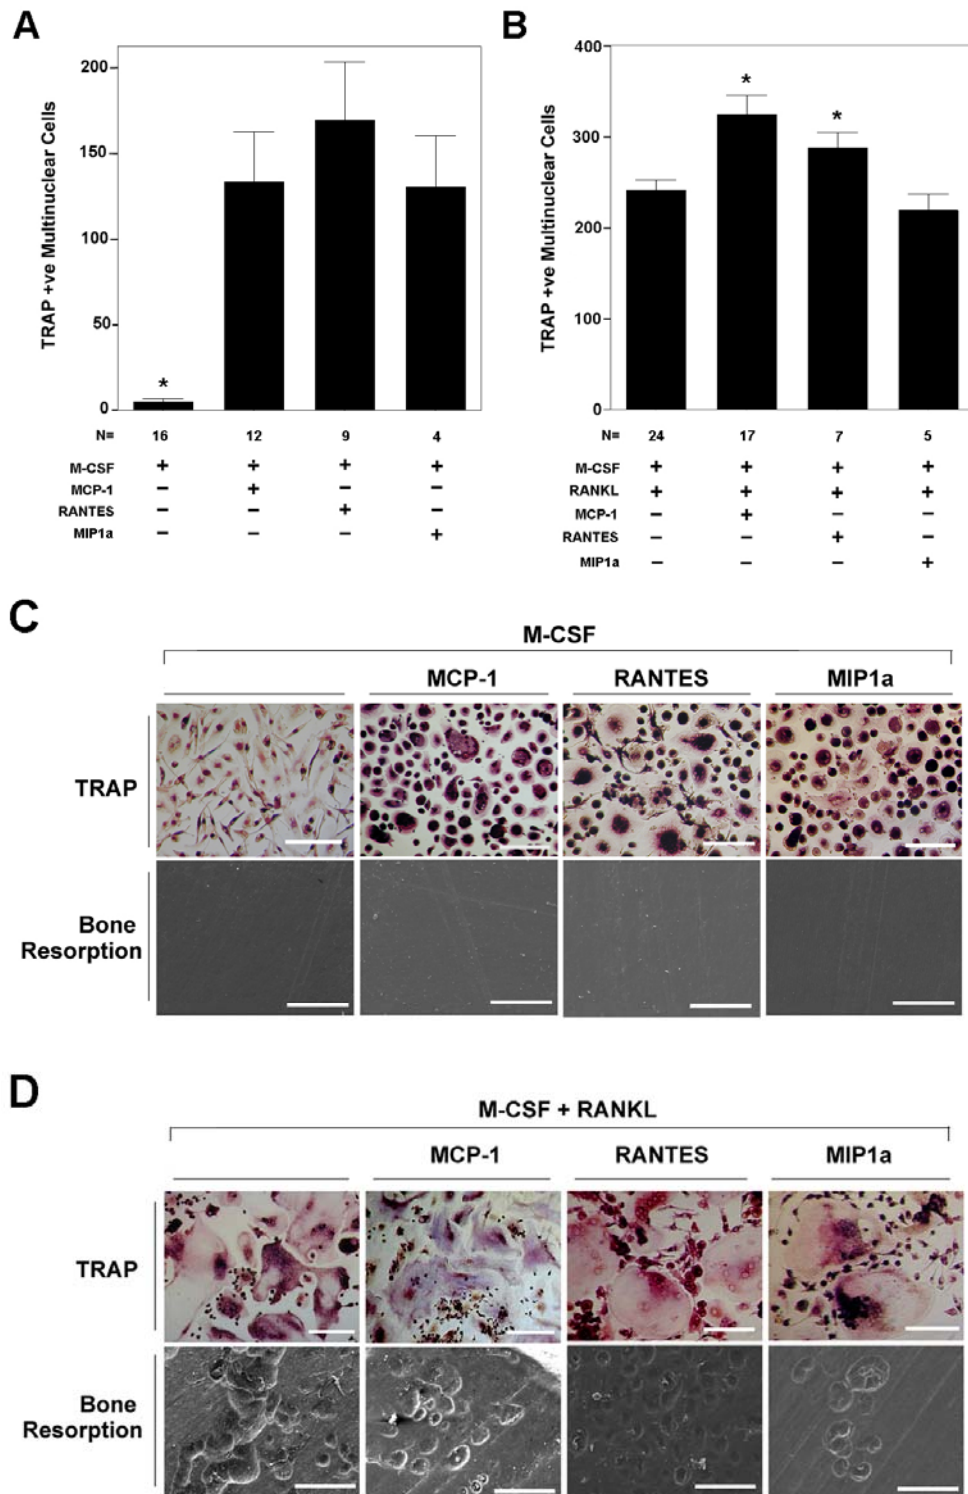 A
TRAP +ve Multinuclear Cells
200
150
100
50
0
*
N= 16 12 9 4
M-CSF + + + +
MCP-1 – + – –
RANTES – – + –
MIP1a – – – +
B
TRAP +ve Multinuclear Cells
400
300
200
100
0
* *
N= 24 17 7 5
M-CSF + + + +
RANKL + + + +
MCP-1 – + – –
RANTES – – + –
MIP1a – – – +
C
M-CSF
MCP-1 RANTES MIP1a
TRAP
Bone
Resorption
D
M-CSF + RANKL
MCP-1 RANTES MIP1a
TRAP
Bone
Resorption